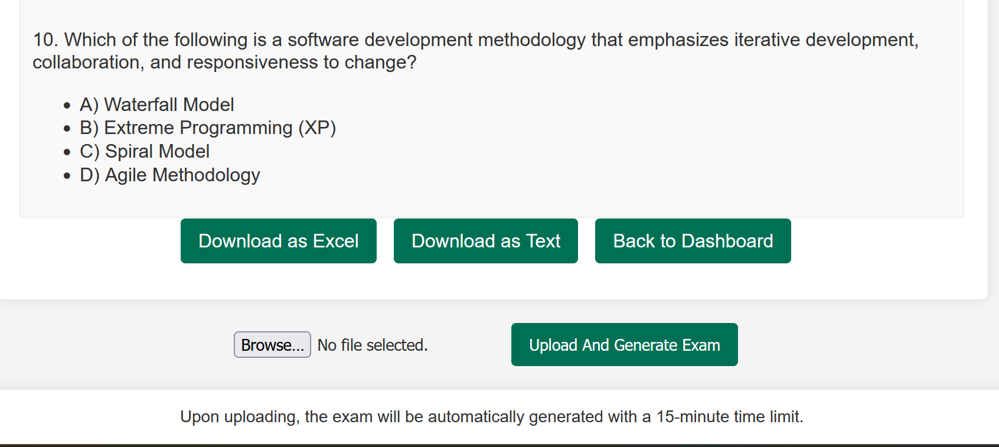 10. Which of the following is a software development methodology that emphasizes iterative development,
collaboration, and responsiveness to change?
• A) Waterfall Model
• B) Extreme Programming (XP)
• C) Spiral Model
• D) Agile Methodology
Download as Excel Download as Text Back to Dashboard
Browse... No file selected. Upload And Generate Exam
Upon uploading, the exam will be automatically generated with a 15-minute time limit.